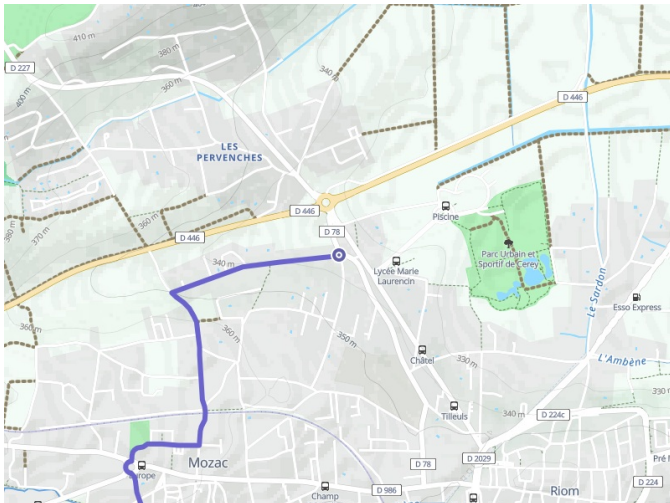 410 m
380 m
D 227
360 m
400 m
340 m
D 446
LES
PERVENCHES
D 446
D 78
Piscine
360 m
380 m
370 m
D 446
340 m
Lycée Marie
Laurencin
Parc Urbain et
Sportif de Cerey
Le Sardon
Esso Express
360 m
360 m
350 m
Châtel
330 m
L'Ambène
330 m
Tilleuls
340 m
D 224c
Europe
Mozac
D 78
D 2029
Pré M
D 224
Champ
D 986
Riom